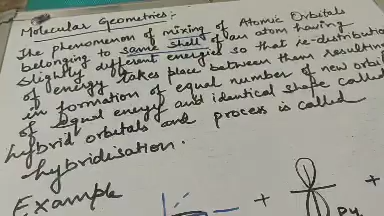 Molecular Geometries:-
The phenomenon of mixing of Atomic Orbitals
belonging to same shell of an atom having
slightly different energies so that re-distribution
of energy takes place between them resulting
in formation of equal number of new orbi
of equal energy and identical shape called
hybrid orbitals and process is called
hybridisation.
Example
+ +
Py